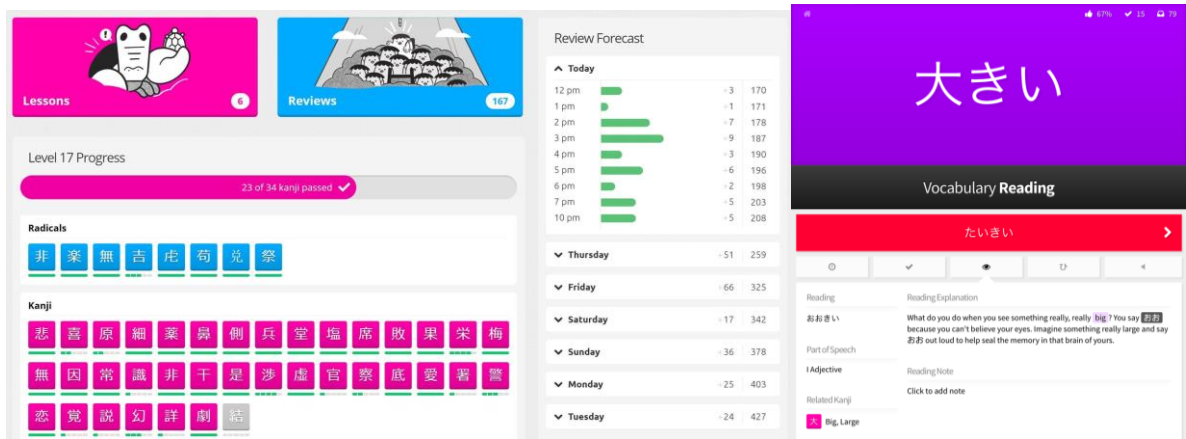 Lessons
6
Reviews
167
Level 17 Progress
23 of 34 kanji passed
Radicals
非 楽 無 吉 虍 苟 兑 祭
Kanji
悲 喜 原 細 薬 鼻 側 兵 堂 塩 席 敗 果 栄 梅
無 因 常 識 非 干 是 渉 虚 官 察 底 愛 署 警
恋 覚 説 幻 詳 劇 結
Review Forecast
Today
12 pm +3 170
1 pm +1 171
2 pm +7 178
3 pm +9 187
4 pm +3 190
5 pm +6 196
6 pm +2 198
7 pm +5 203
10 pm +5 208
Thursday +51 259
Friday +66 325
Saturday +17 342
Sunday +36 378
Monday +25 403
Tuesday +24 427
67% 15 79
大きい
Vocabulary Reading
たいきい
Reading
おおきい
Part of Speech
I Adjective
Related Kanji
大 Big, Large
Reading Explanation
What do you do when you see something really, really big? You say おお
because you can't believe your eyes. Imagine something really large and say
おお out loud to help seal the memory in that brain of yours.
Reading Note
Click to add note